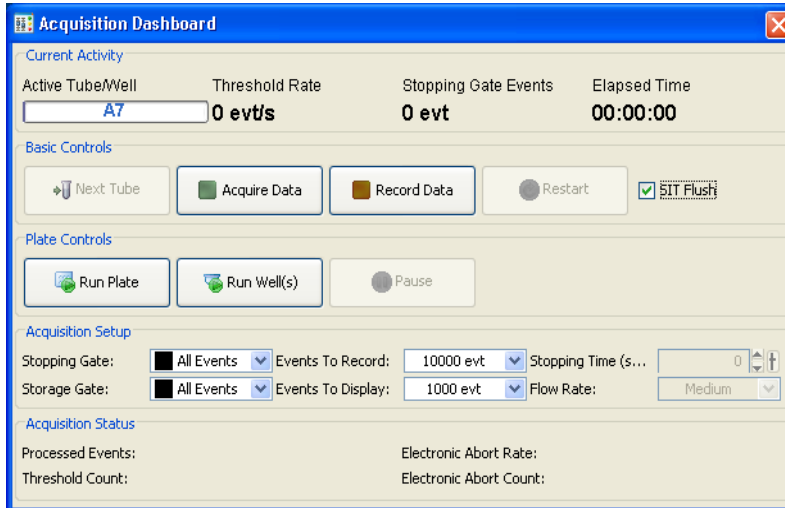 Acquisition Dashboard
Current Activity
Active Tube/Well Threshold Rate Stopping Gate Events Elapsed Time
A7 0 evt/s 0 evt 00:00:00
Basic Controls
Next Tube Acquire Data Record Data Restart SIT Flush
Plate Controls
Run Plate Run Well(s) Pause
Acquisition Setup
Stopping Gate: All Events Events To Record: 10000 evt Stopping Time (s... 0
Storage Gate: All Events Events To Display: 1000 evt Flow Rate: Medium
Acquisition Status
Processed Events: Electronic Abort Rate:
Threshold Count: Electronic Abort Count: